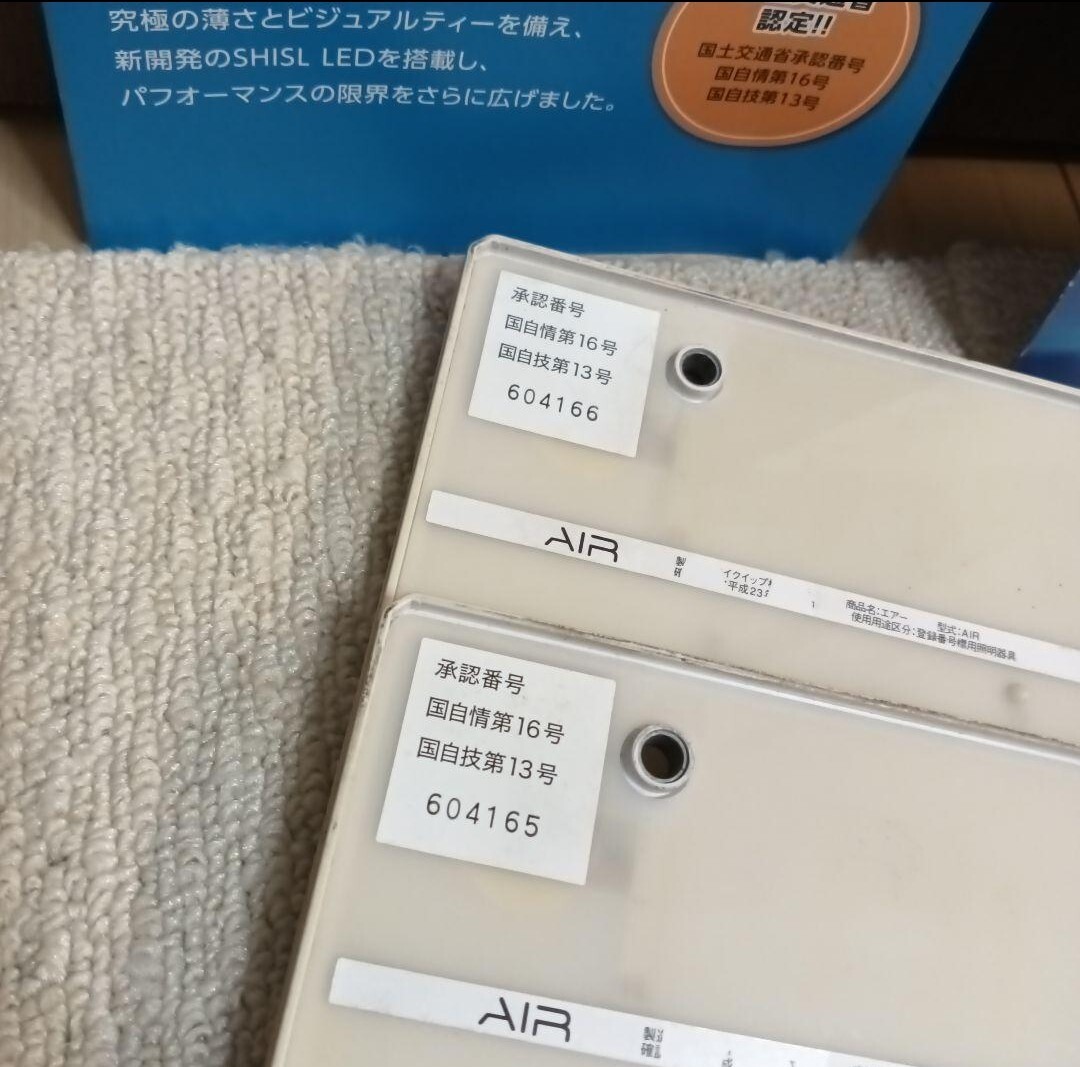 究極の薄さとビジュアルティーを備え、
新開発のSHISL LEDを搭載し、
パフォーマンスの限界をさらに広げました。
認定!!
国土交通省承認番号
国自情第16号
国自技第13号
承認番号
国自情第16号
国自技第13号
604166
AIR
イクイップ
平成23
1
商品名:エアー 型式:AIR
使用用途区分:登録番号標用照明器具
承認番号
国自情第16号
国自技第13号
604165
AIR